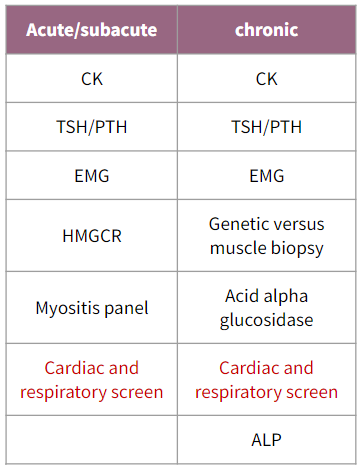 Acute/subacute chronic
CK CK
TSH/PTH TSH/PTH
EMG EMG
HMGCR Genetic versus
muscle biopsy
Myositis panel Acid alpha
glucosidase
Cardiac and Cardiac and
respiratory screen respiratory screen
ALP